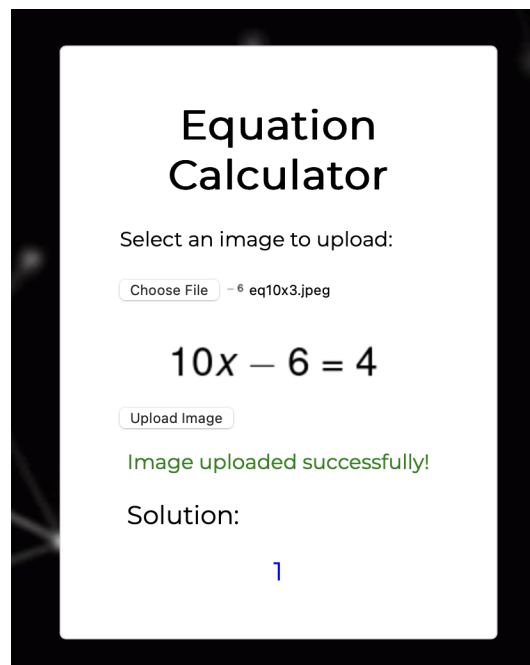 Equation
Calculator
Select an image to upload:
Choose File – 6 eq10x3.jpeg
10x – 6 = 4
Upload Image
Image uploaded successfully!
Solution:
1